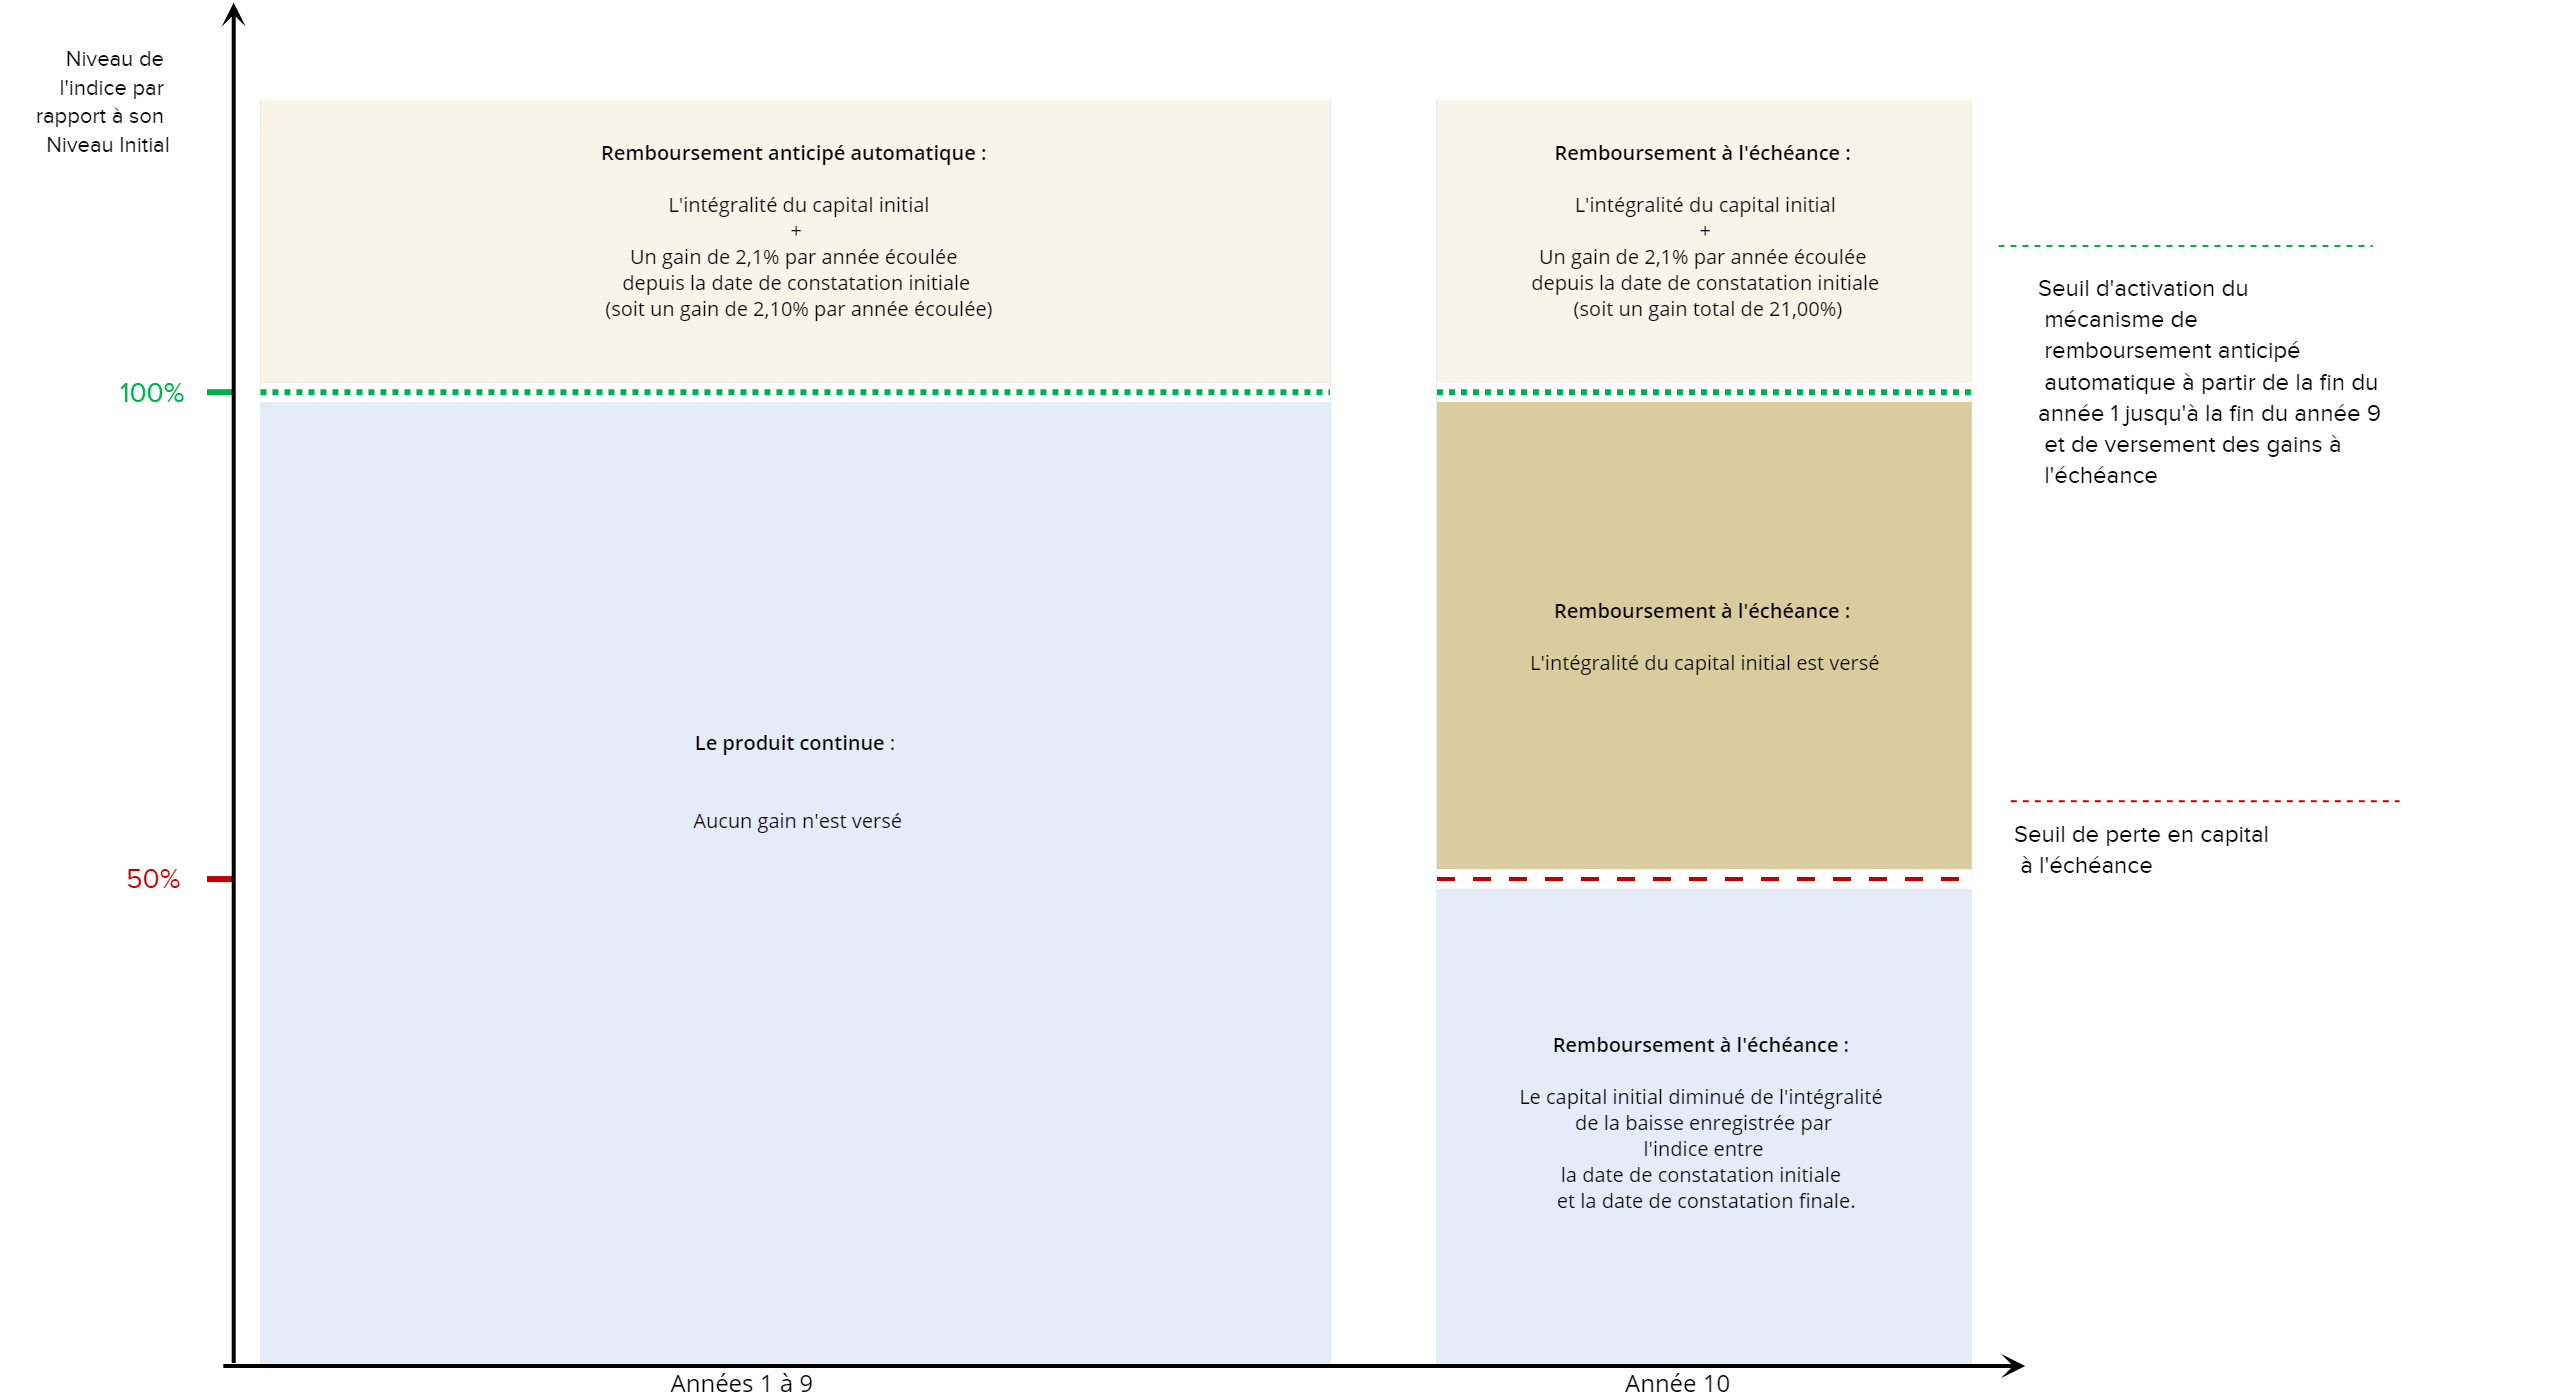 Niveau de
l'indice par
rapport à son
Niveau Initial
Remboursement anticipé automatique :
L'intégralité du capital initial
+
Un gain de 2,1% par année écoulée
depuis la date de constatation initiale
(soit un gain de 2,10% par année écoulée)
Remboursement à l'échéance :
L'intégralité du capital initial
+
Un gain de 2,1% par année écoulée
depuis la date de constatation initiale
(soit un gain total de 21,00%)
Seuil d'activation du
mécanisme de
remboursement anticipé
automatique à partir de la fin du
année 1 jusqu'à la fin du année 9
et de versement des gains à
l'échéance
100%
Le produit continue :
Aucun gain n'est versé
Remboursement à l'échéance :
L'intégralité du capital initial est versé
Seuil de perte en capital
à l'échéance
50%
Remboursement à l'échéance :
Le capital initial diminué de l'intégralité
de la baisse enregistrée par
l'indice entre
la date de constatation initiale
et la date de constatation finale.
Années 1 à 9
Année 10